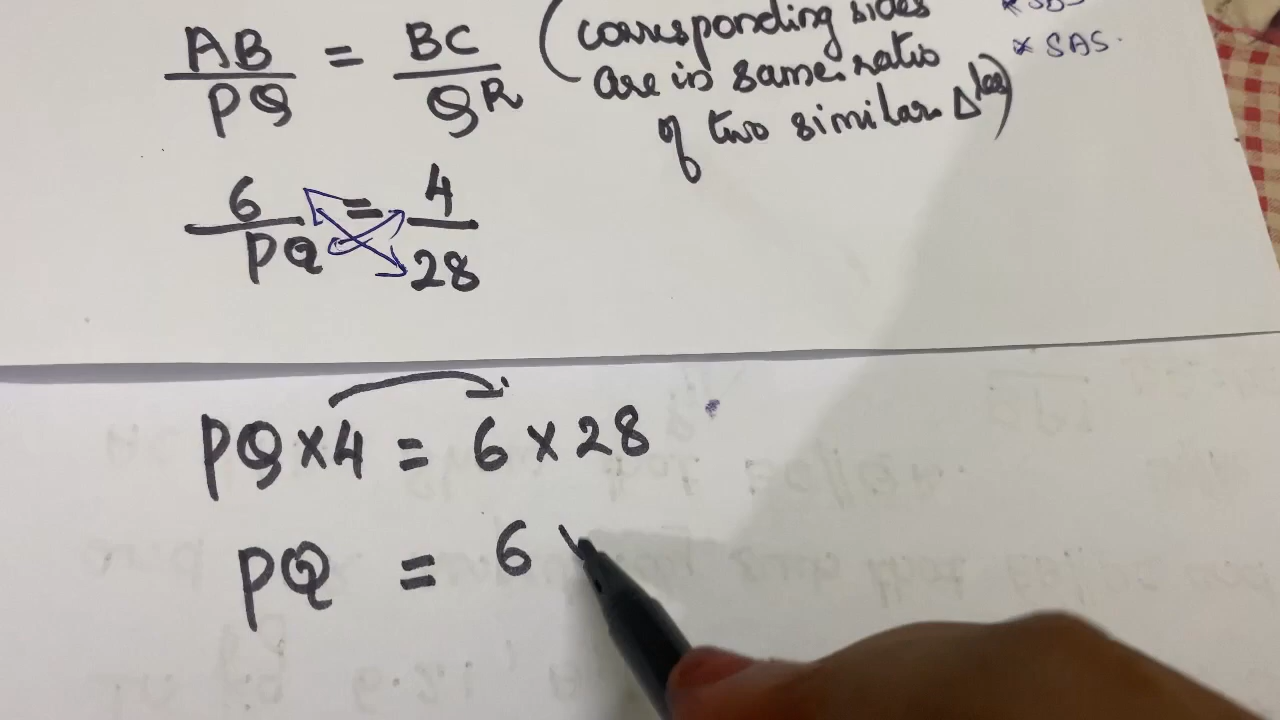 AB/PQ = BC/QR (corresponding sides
are in same ratio
of two similar Δles)
* SAS.
6/PQ = 4/28
PQ × 4 = 6 × 28
PQ = 6